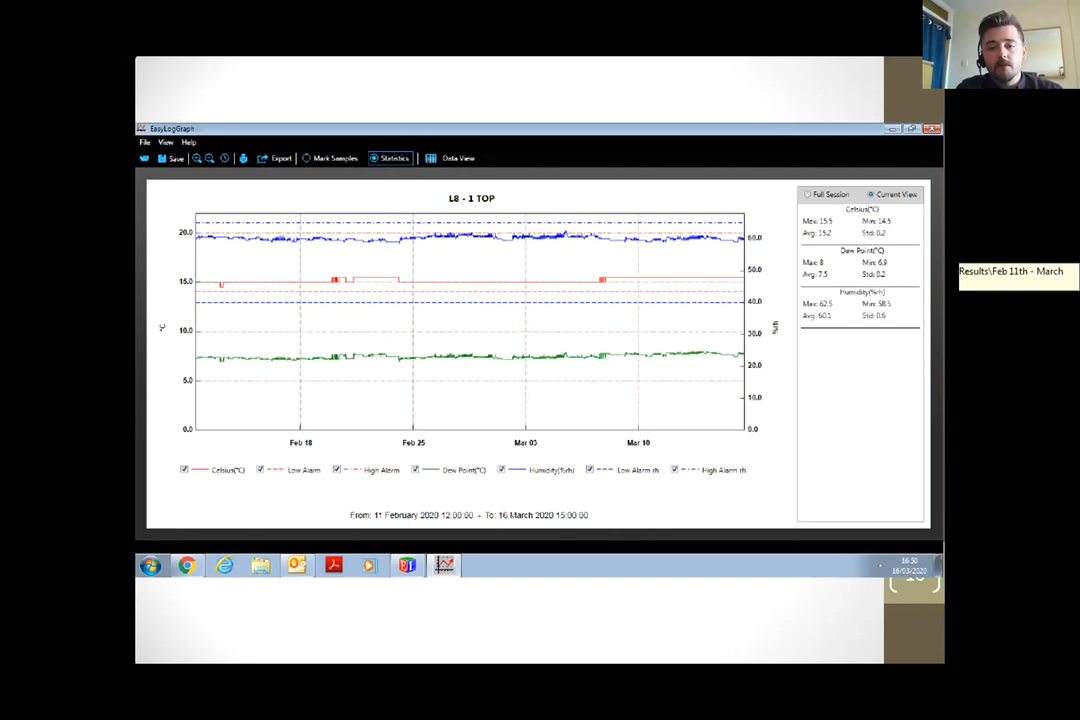 EasyLogGraph
File View Help
Save Export Mark Samples Statistics Data View
L8 - 1 TOP
Full Session Current View
Celsius(°C)
Max: 15.5 Min: 14.5
Avg: 15.2 Std: 0.2
Dew Point(°C)
Max: 8 Min: 6.9
Avg: 7.5 Std: 0.2
Humidity(%rh)
Max: 62.5 Min: 58.5
Avg: 60.1 Std: 0.6
20.0
15.0
10.0
5.0
0.0
°C
60.0
50.0
40.0
30.0
20.0
10.0
0.0
%rh
Feb 18 Feb 25 Mar 03 Mar 10
Celsius(°C) Low Alarm High Alarm Dew Point(°C) Humidity(%rh) Low Alarm rh High Alarm rh
From: 11 February 2020 12:00:00 - To: 16 March 2020 15:00:00
Results\Feb 11th - March
16:50
16/03/2020